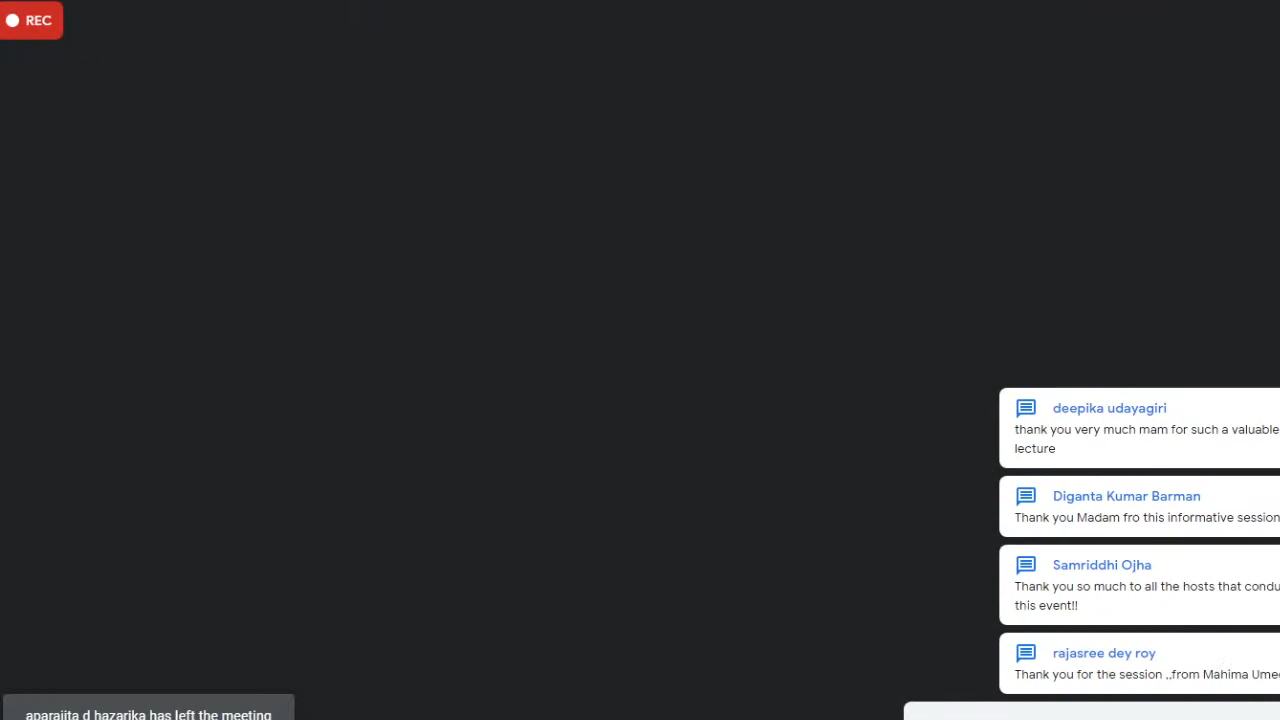 REC
deepika udayagiri
thank you very much mam for such a valuable
lecture
Diganta Kumar Barman
Thank you Madam fro this informative session
Samriddhi Ojha
Thank you so much to all the hosts that condu
this event!!
rajasree dey roy
Thank you for the session ,,from Mahima Ume
aparajita d hazarika has left the meeting